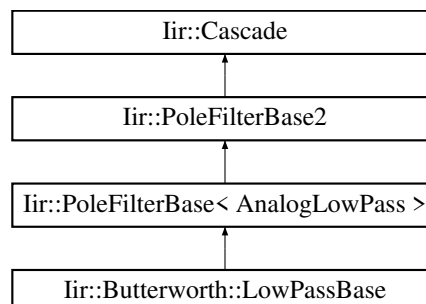 Iir::Cascade
Iir::PoleFilterBase2
Iir::PoleFilterBase< AnalogLowPass >
Iir::Butterworth::LowPassBase